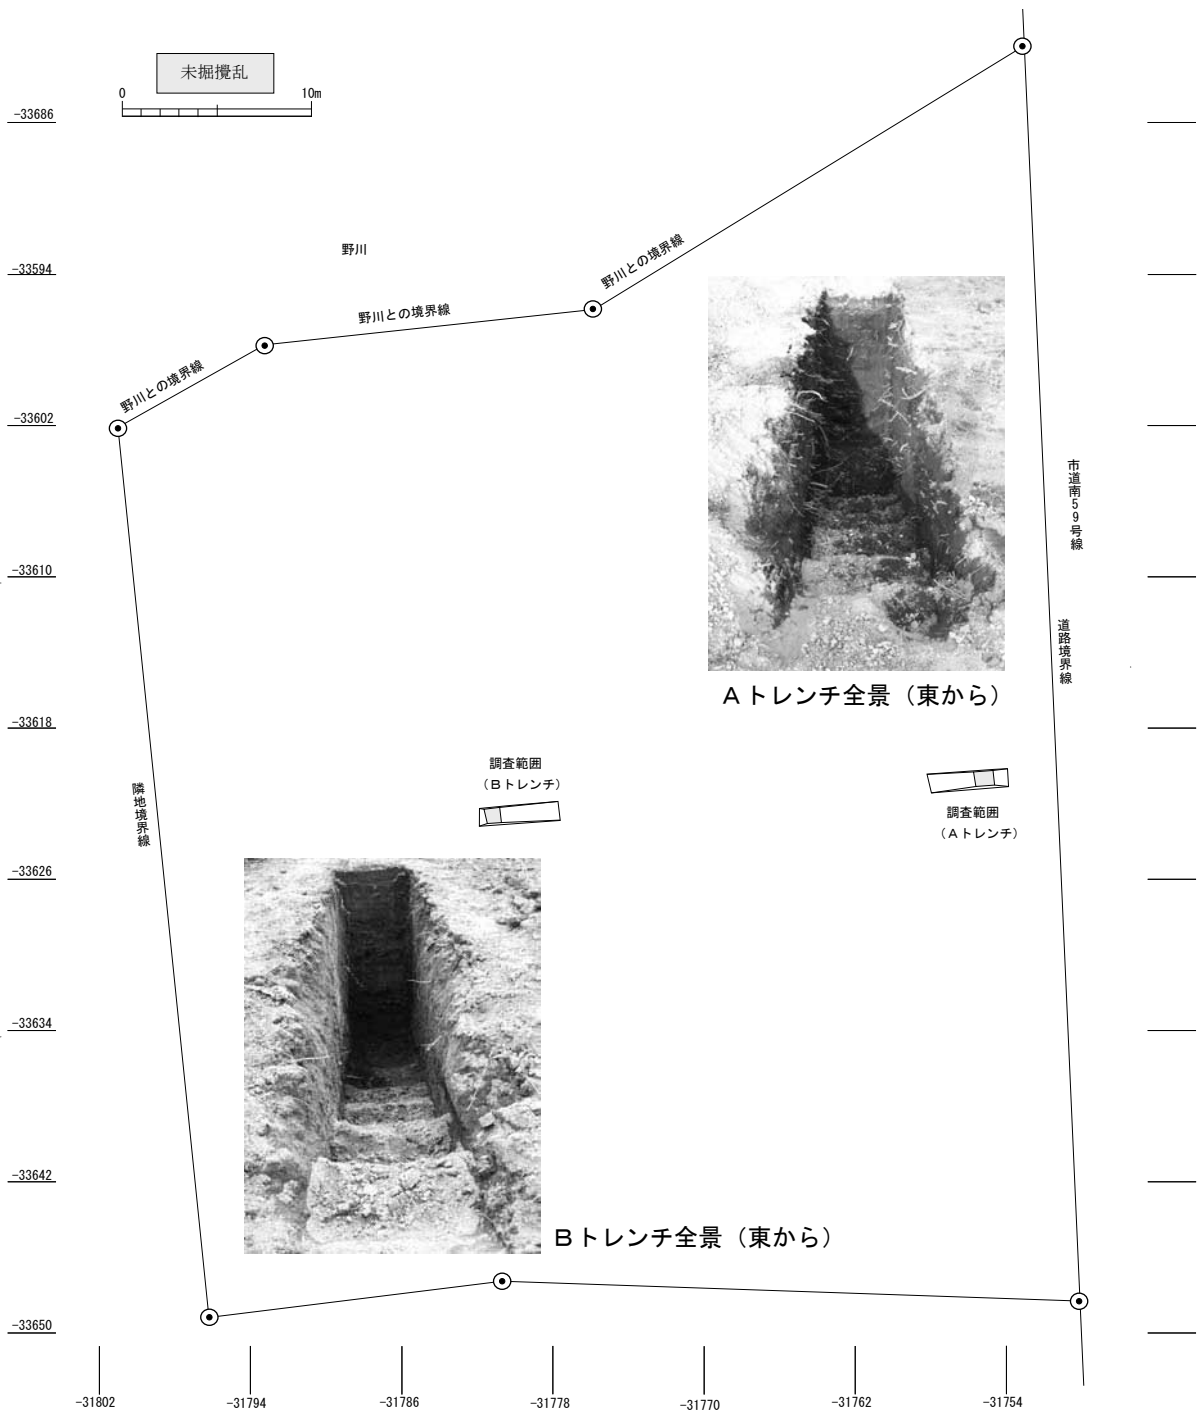 未掘攪乱
0 10m
-33686
野川
-33594
野川との境界線
野川との境界線
野川との境界線
-33602
市道南59号線
-33610
道路境界線
Aトレンチ全景（東から）
-33618
調査範囲
（Bトレンチ）
隣地境界線
調査範囲
（Aトレンチ）
-33626
-33634
-33642
Bトレンチ全景（東から）
-33650
-31802 -31794 -31786 -31778 -31770 -31762 -31754